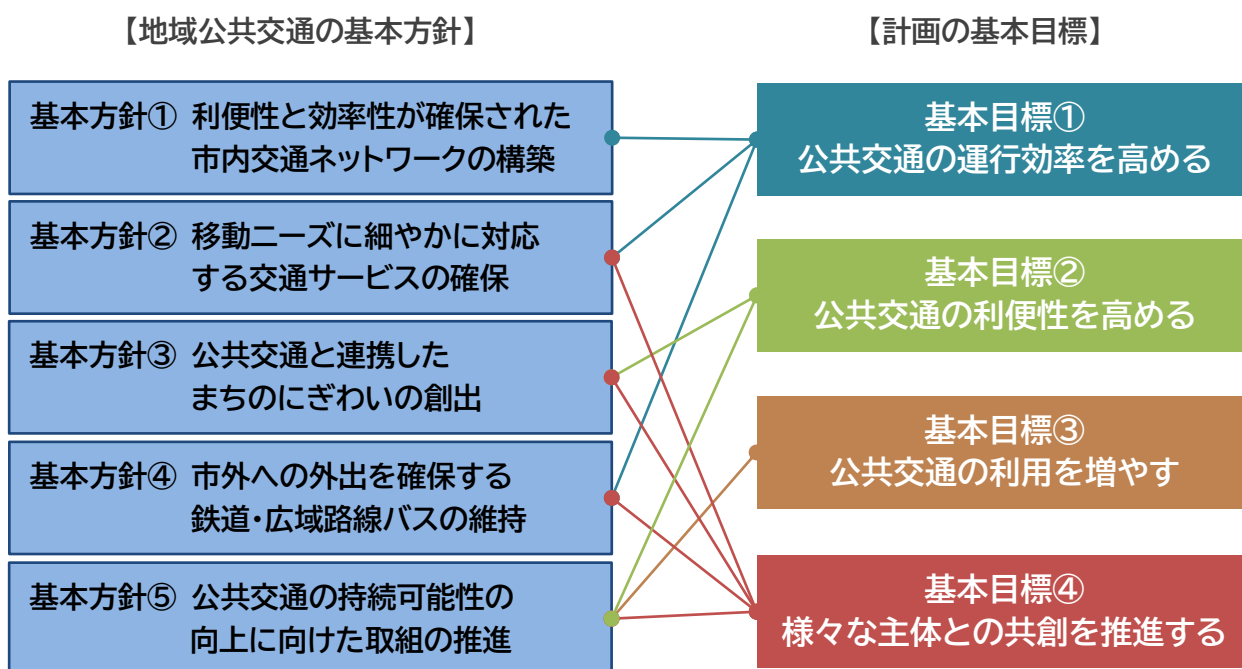 【地域公共交通の基本方針】
基本方針① 利便性と効率性が確保された
市内交通ネットワークの構築
基本方針② 移動ニーズに細やかに対応
する交通サービスの確保
基本方針③ 公共交通と連携した
まちのにぎわいの創出
基本方針④ 市外への外出を確保する
鉄道・広域路線バスの維持
基本方針⑤ 公共交通の持続可能性の
向上に向けた取組の推進
【計画の基本目標】
基本目標①
公共交通の運行効率を高める
基本目標②
公共交通の利便性を高める
基本目標③
公共交通の利用を増やす
基本目標④
様々な主体との共創を推進する